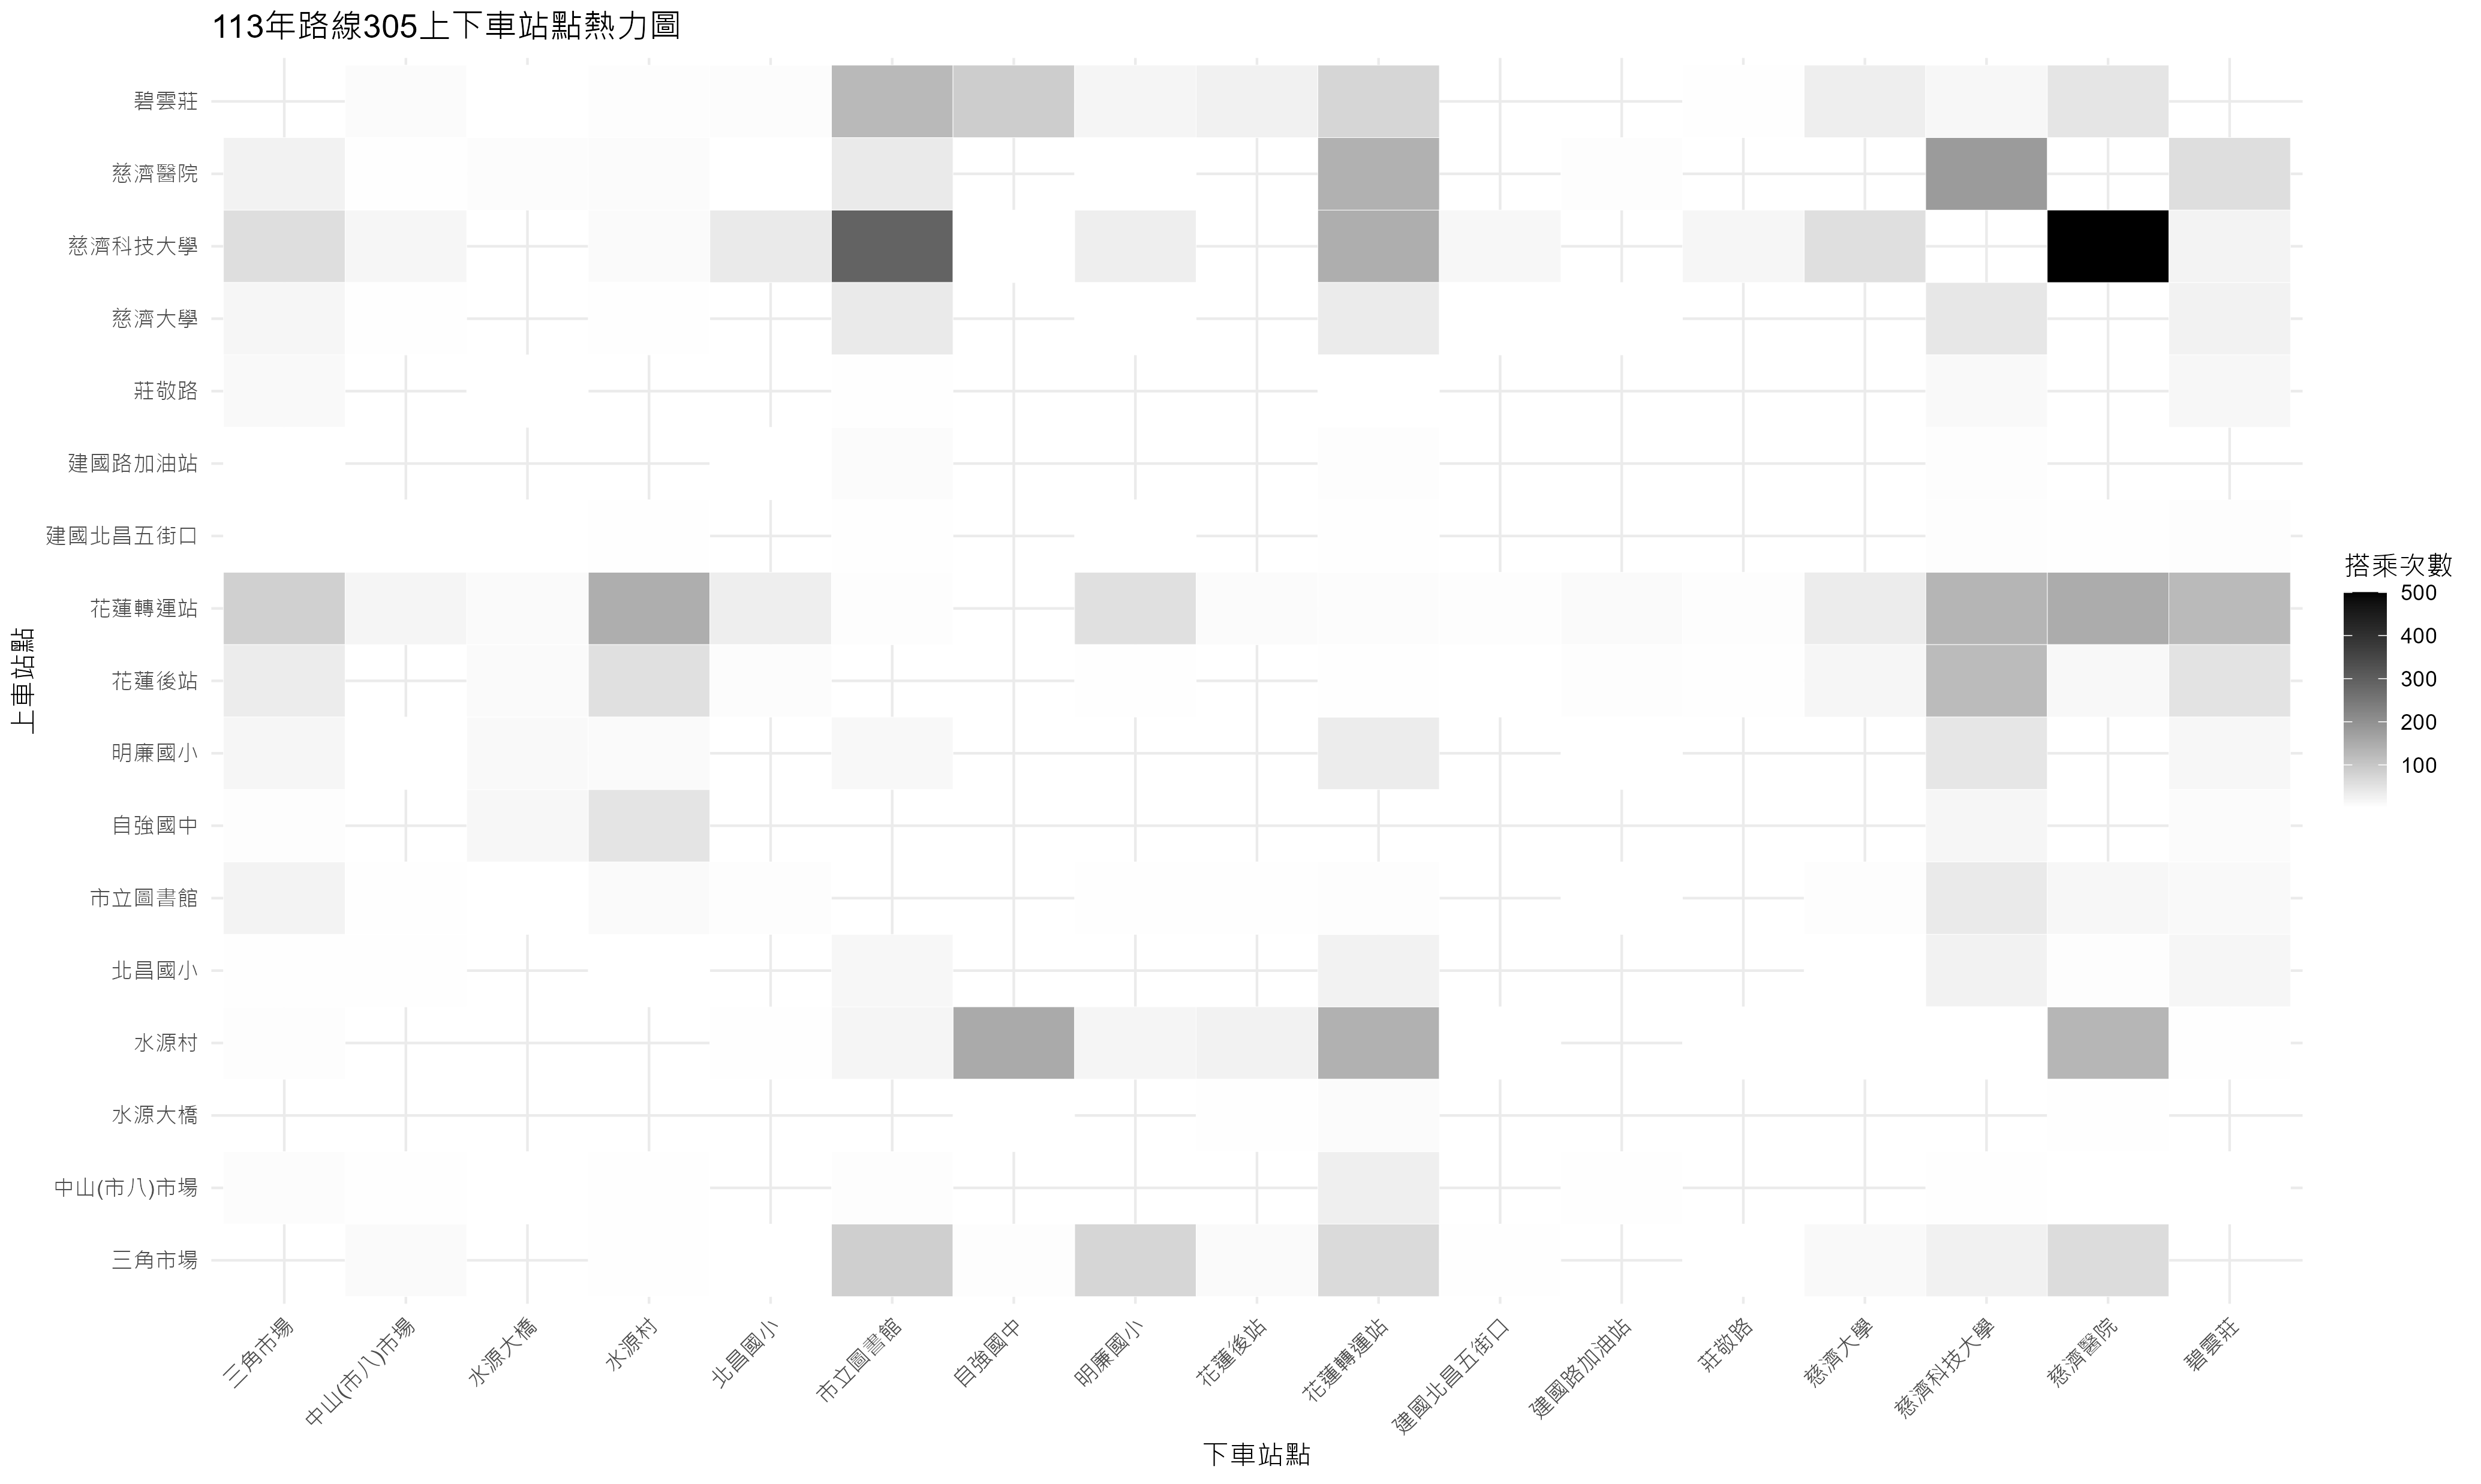 113年路線305上下車站點熱力圖
碧雲莊
慈濟醫院
慈濟科技大學
慈濟大學
莊敬路
建國路加油站
建國北昌五街口
花蓮轉運站
花蓮後站
明廉國小
自強國中
市立圖書館
北昌國小
水源村
水源大橋
中山(市八)市場
三角市場
上車站點
三角市場
中山(市八)市場
水源大橋
水源村
北昌國小
市立圖書館
自強國中
明廉國小
花蓮後站
花蓮轉運站
建國北昌五街口
建國路加油站
莊敬路
慈濟大學
慈濟科技大學
慈濟醫院
碧雲莊
下車站點
搭乘次數
500
400
300
200
100